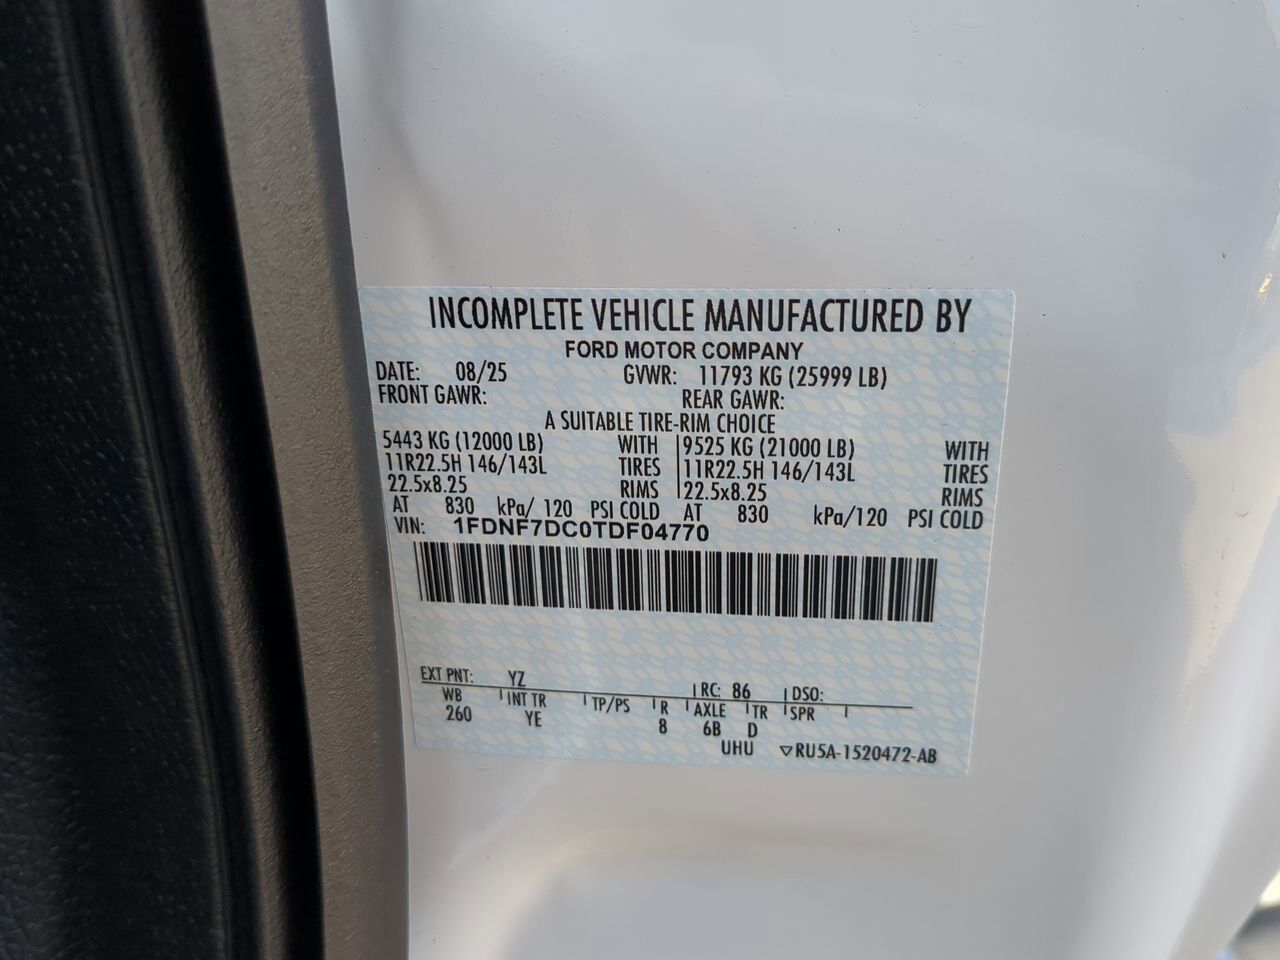 INCOMPLETE VEHICLE MANUFACTURED BY
FORD MOTOR COMPANY
DATE: 08/25 GVWR: 11793 KG (25999 LB)
FRONT GAWR: REAR GAWR:
A SUITABLE TIRE-RIM CHOICE
5443 KG (12000 LB) WITH 9525 KG (21000 LB) WITH
11R22.5H 146/143L TIRES 11R22.5H 146/143L TIRES
22.5x8.25 RIMS 22.5x8.25 RIMS
AT 830 kPa/ 120 PSI COLD AT 830 kPa/120 PSI COLD
VIN: 1FDNF7DC0TDF04770
EXT PNT: YZ RC: 86 DSO:
WB INT TR TP/PS R AXLE TR SPR
260 YE 8 6B D
UHU ▽RU5A-1520472-AB